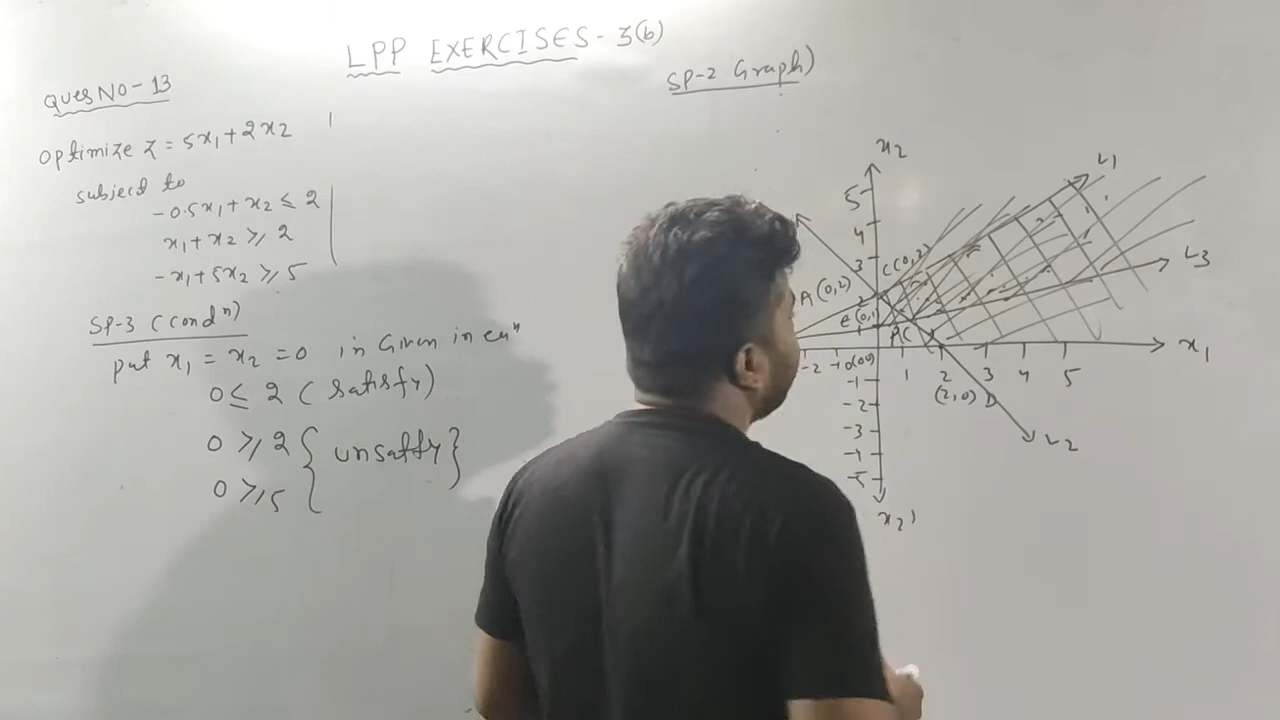 LPP EXERCISES - 3(b)
QUES NO - 13
Optimize Z = 5x₁ + 2x₂
subject to
-0.5x₁ + x₂ ≤ 2
x₁ + x₂ ≥ 2
-x₁ + 5x₂ ≥ 5
SP-3 (condⁿ)
put x₁ = x₂ = 0 in Given in eqⁿ
0 ≤ 2 (satisfy)
0 ≥ 2 { unsatfy }
0 ≥ 5
SP-2 Graph)
x₂
L₁
5
4
3
C(0,2)
L₃
A(0,2)
2
E(0,1)
1
x₁
-2 -1 0(0,0) 1 2 3 4 5
-1
(2,0) D
-2
-3
L₂
-4
-5
x₂'